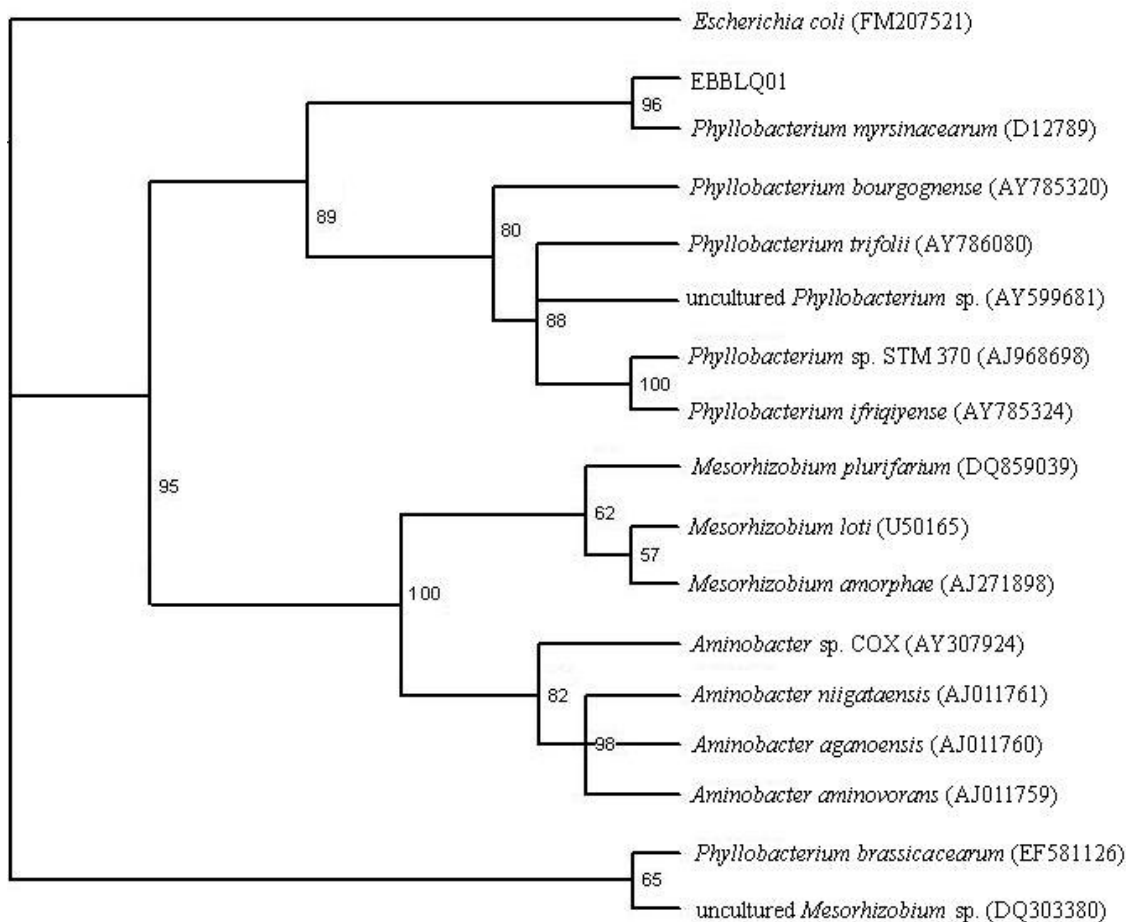 Escherichia coli (FM207521)
EBBLQ01
96
Phyllobacterium myrsinacearum (D12789)
Phyllobacterium bourgognense (AY785320)
89
80
Phyllobacterium trifolii (AY786080)
uncultured Phyllobacterium sp. (AY599681)
88
Phyllobacterium sp. STM 370 (AJ968698)
100
Phyllobacterium ifriqiyense (AY785324)
Mesorhizobium plurifarium (DQ859039)
95
62
Mesorhizobium loti (U50165)
57
Mesorhizobium amorphae (AJ271898)
100
Aminobacter sp. COX (AY307924)
82
Aminobacter niigataensis (AJ011761)
98
Aminobacter aganoensis (AJ011760)
Aminobacter aminovorans (AJ011759)
Phyllobacterium brassicacearum (EF581126)
65
uncultured Mesorhizobium sp. (DQ303380)